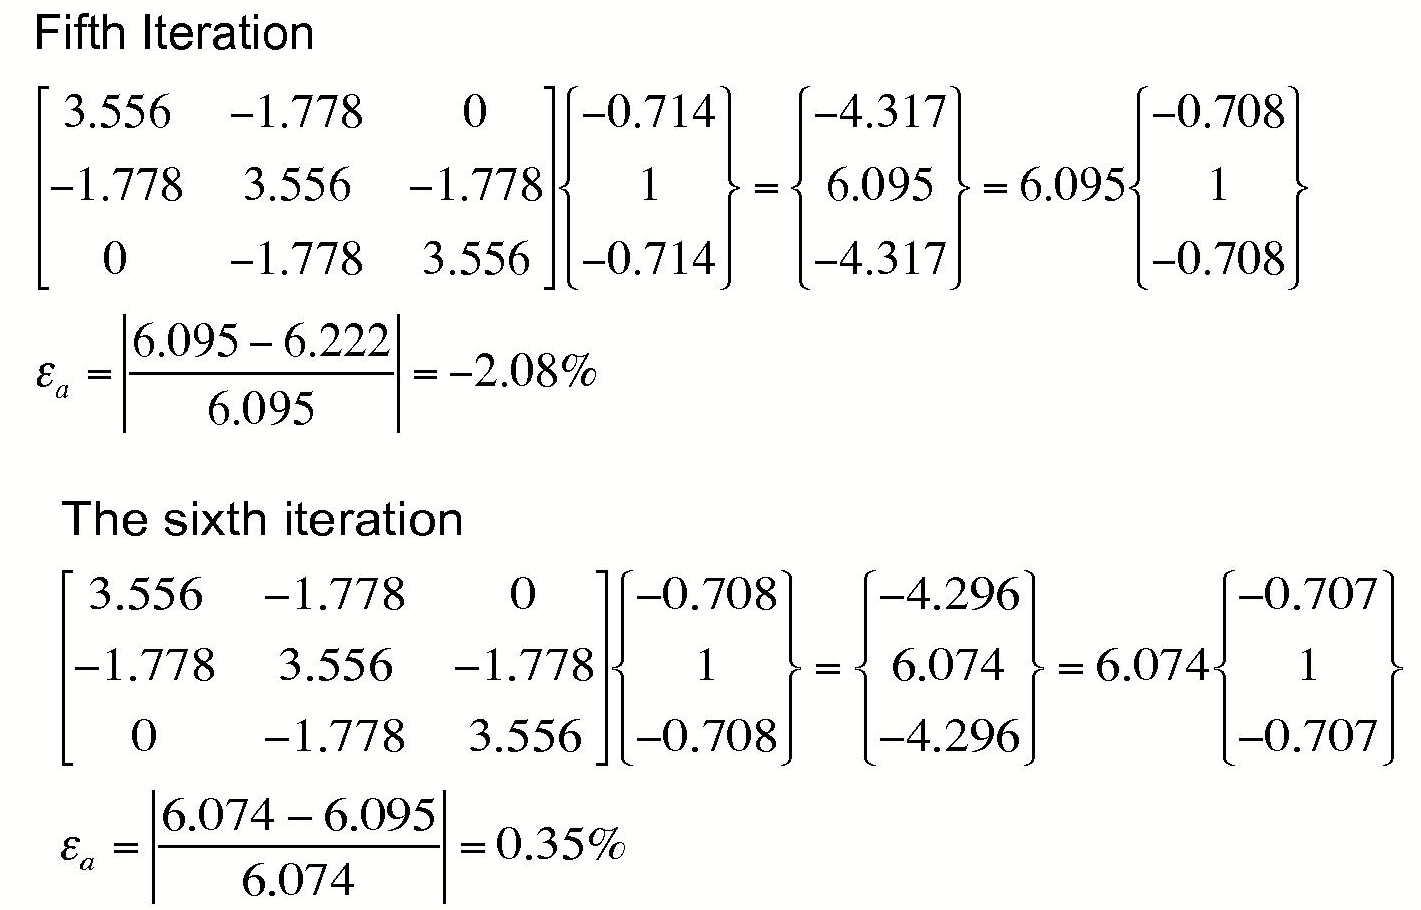 Fifth Iteration
[3.556 −1.778 0] {−0.714} {−4.317} {−0.708}
[−1.778 3.556 −1.778] {1} = {6.095} = 6.095 {1}
[0 −1.778 3.556] {−0.714} {−4.317} {−0.708}
εₐ = |(6.095 − 6.222)/6.095| = −2.08%
The sixth iteration
[3.556 −1.778 0] {−0.708} {−4.296} {−0.707}
[−1.778 3.556 −1.778] {1} = {6.074} = 6.074 {1}
[0 −1.778 3.556] {−0.708} {−4.296} {−0.707}
εₐ = |(6.074 − 6.095)/6.074| = 0.35%